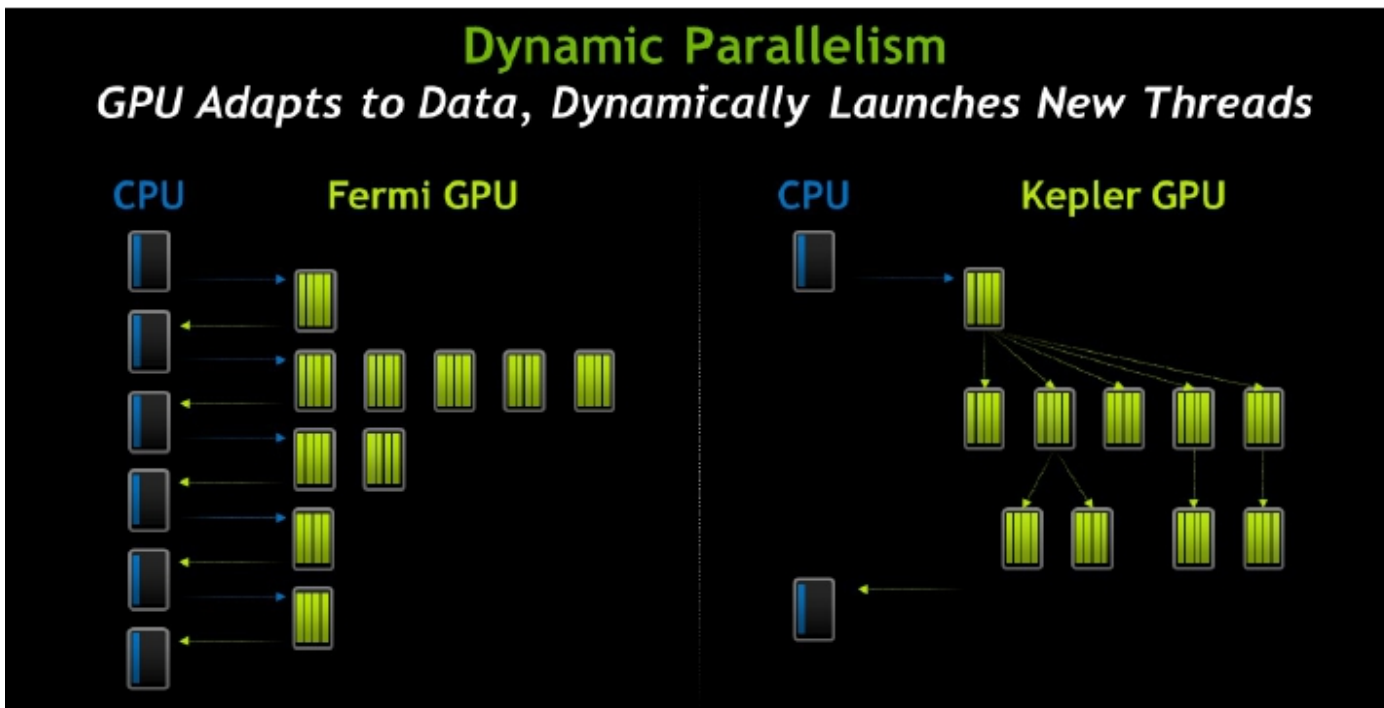 Dynamic Parallelism
GPU Adapts to Data, Dynamically Launches New Threads
CPU Fermi GPU CPU Kepler GPU